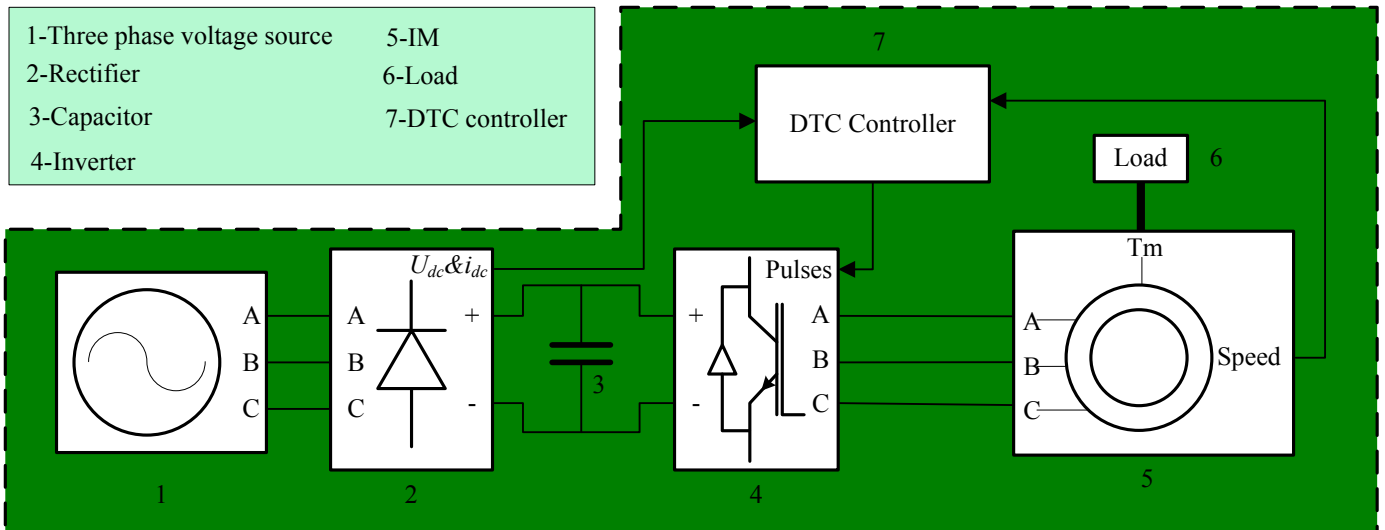 1-Three phase voltage source
2-Rectifier
3-Capacitor
4-Inverter
5-IM
6-Load
7-DTC controller
7
DTC Controller
Load
6
Tm
A
B
C
1
A
B
C
Udc&idc
+
-
2
3
+
-
Pulses
A
B
C
4
A
B
C
Speed
5